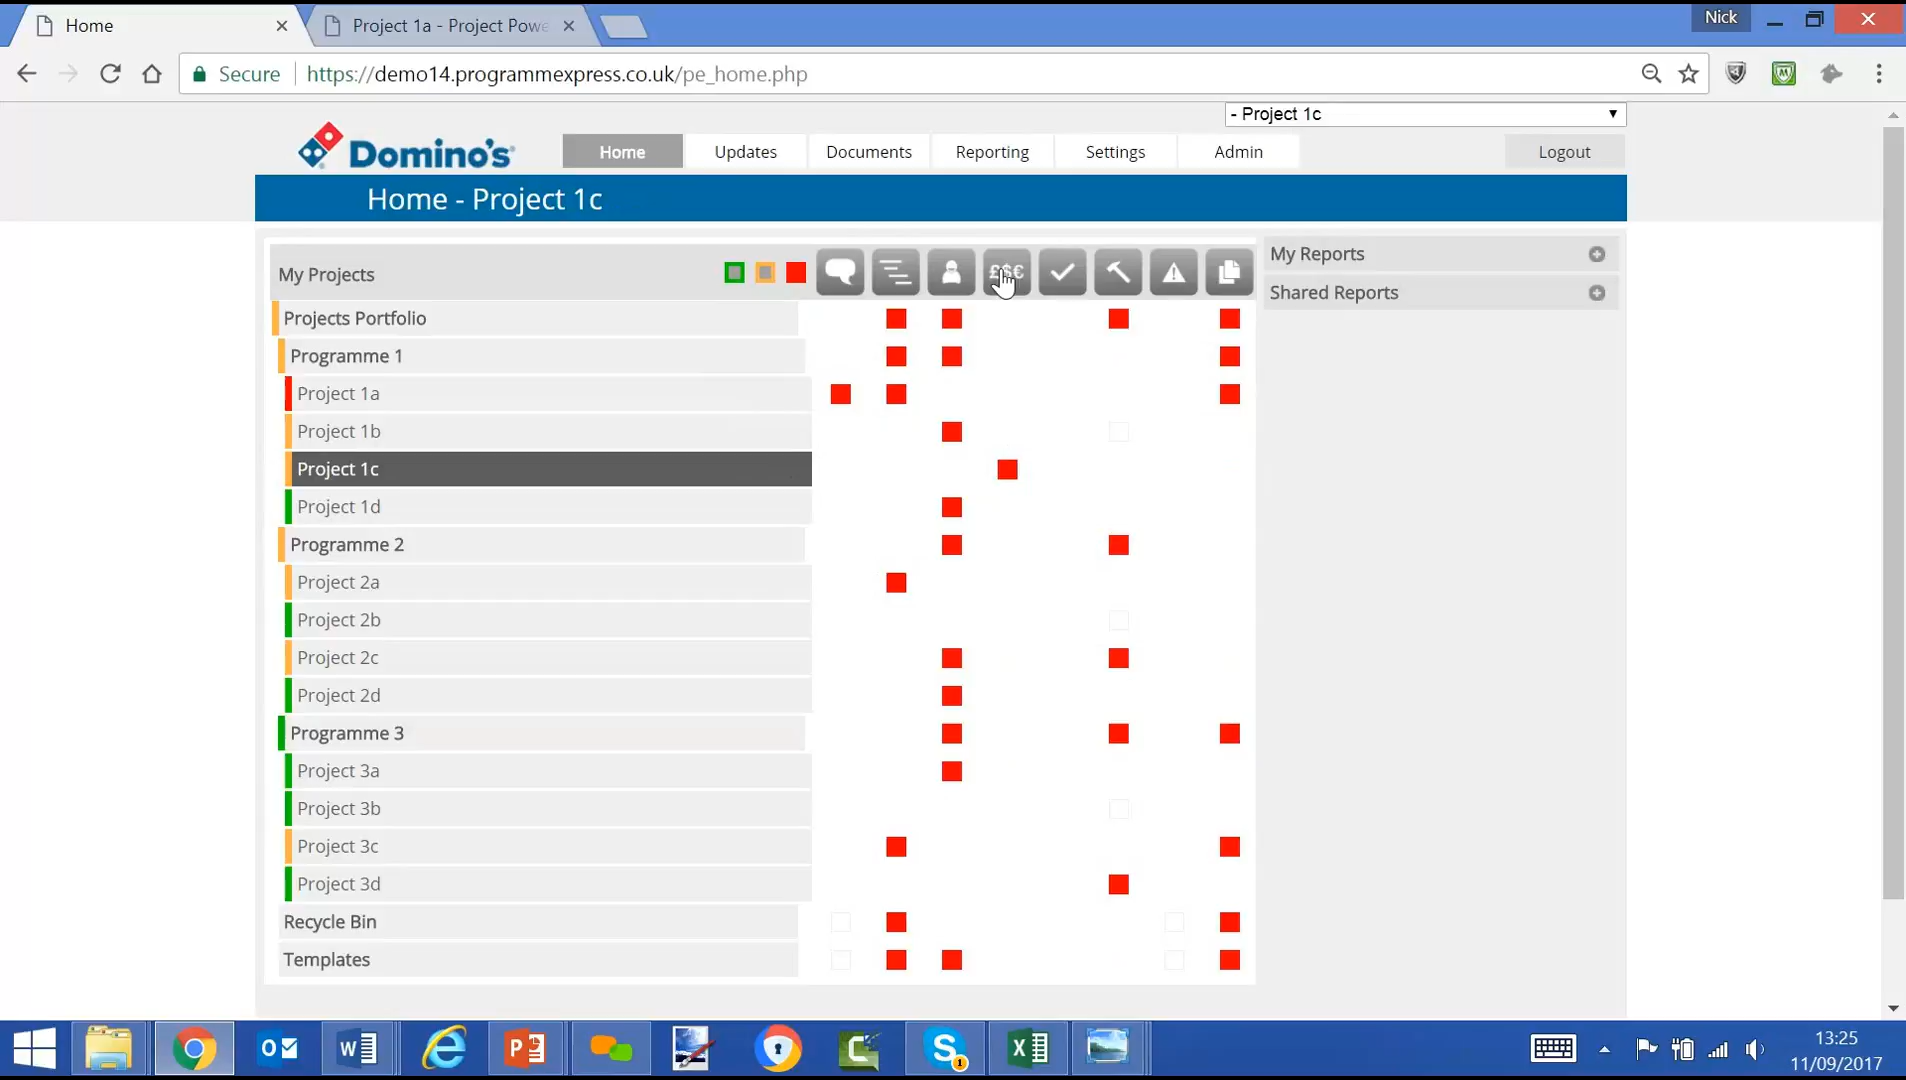 Home
Project 1a - Project Powe
Nick
Secure
https://demo14.programmexpress.co.uk/pe_home.php
- Project 1c
Domino's
Home
Updates
Documents
Reporting
Settings
Admin
Logout
Home - Project 1c
My Projects
£$€
My Reports
Shared Reports
Projects Portfolio
Programme 1
Project 1a
Project 1b
Project 1c
Project 1d
Programme 2
Project 2a
Project 2b
Project 2c
Project 2d
Programme 3
Project 3a
Project 3b
Project 3c
Project 3d
Recycle Bin
Templates
13:25
11/09/2017